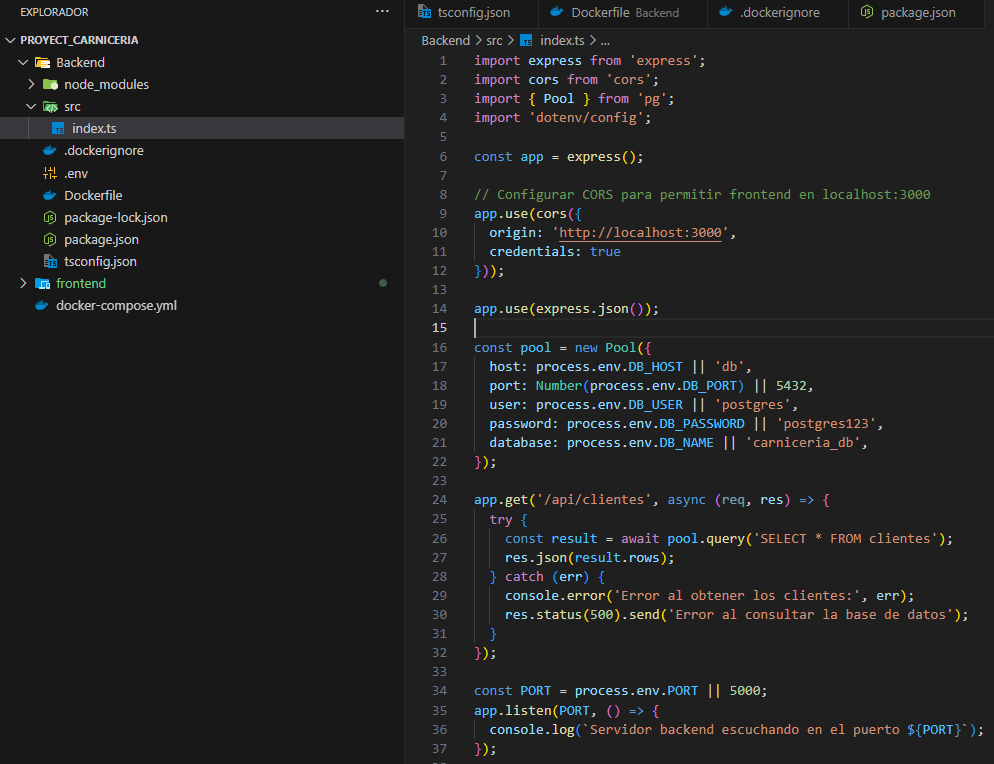 EXPLORADOR ...
PROYECT_CARNICERIA
Backend
node_modules
src
index.ts
.dockerignore
.env
Dockerfile
package-lock.json
package.json
tsconfig.json
frontend
docker-compose.yml
tsconfig.json Dockerfile Backend .dockerignore package.json
Backend > src > index.ts > ...
1 import express from 'express';
2 import cors from 'cors';
3 import { Pool } from 'pg';
4 import 'dotenv/config';
5
6 const app = express();
7
8 // Configurar CORS para permitir frontend en localhost:3000
9 app.use(cors({
10 origin: 'http://localhost:3000',
11 credentials: true
12 }));
13
14 app.use(express.json());
15
16 const pool = new Pool({
17 host: process.env.DB_HOST || 'db',
18 port: Number(process.env.DB_PORT) || 5432,
19 user: process.env.DB_USER || 'postgres',
20 password: process.env.DB_PASSWORD || 'postgres123',
21 database: process.env.DB_NAME || 'carniceria_db',
22 });
23
24 app.get('/api/clientes', async (req, res) => {
25 try {
26 const result = await pool.query('SELECT * FROM clientes');
27 res.json(result.rows);
28 } catch (err) {
29 console.error('Error al obtener los clientes:', err);
30 res.status(500).send('Error al consultar la base de datos');
31 }
32 });
33
34 const PORT = process.env.PORT || 5000;
35 app.listen(PORT, () => {
36 console.log(`Servidor backend escuchando en el puerto ${PORT}`);
37 });